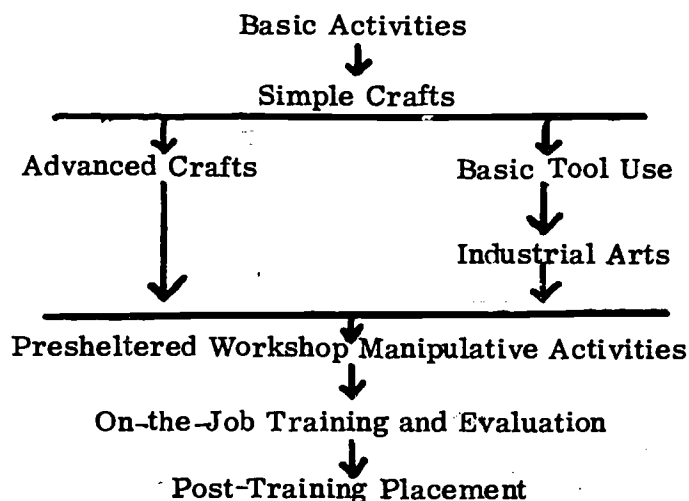 Basic Activities
Simple Crafts
Advanced Crafts
Basic Tool Use
Industrial Arts
Presheltered Workshop Manipulative Activities
On-the-Job Training and Evaluation
Post-Training Placement